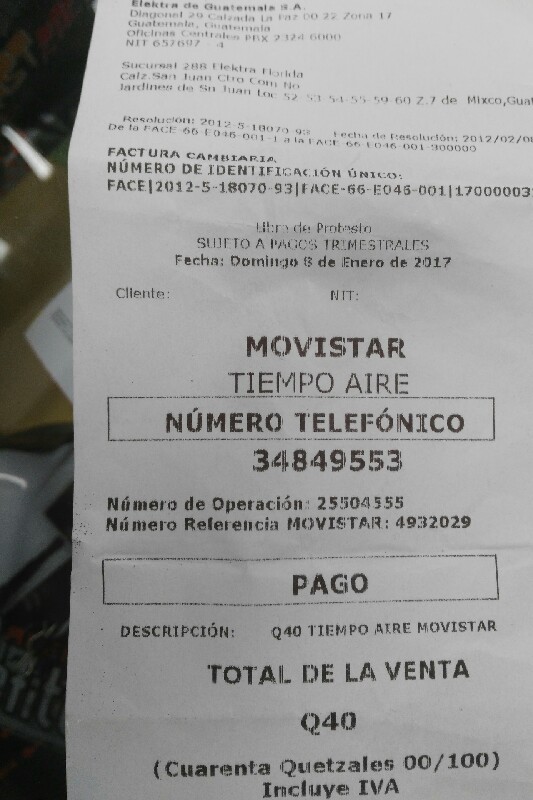 Elektra de Guatemala S.A.
Diagonal 29 Calzada La Paz 00-22 Zona 17
Guatemala, Guatemala
Oficinas Centrales PBX 2324 6000
NIT 657697 4
Sucursal 288 Elektra Florida
Calz.San Juan Ctro Com No
Jardines de Sn Juan Loc 52-53-54-55-59-60 Z.7 de Mixco,Guat
Resolucion: 2012-5-18070-93 Fecha de Resolución: 2012/02/0
De la FACE-66-E046-001-1 a la FACE-66-E046-001-300000
FACTURA CAMBIARIA
NÚMERO DE IDENTIFICACIÓN ÚNICO:
FACE|2012-5-18070-93|FACE-66-E046-001|17000003
Libre de Protesto
SUJETO A PAGOS TRIMESTRALES
Fecha: Domingo 8 de Enero de 2017
Cliente: NIT:
MOVISTAR
TIEMPO AIRE
NÚMERO TELEFÓNICO
34849553
Número de Operación: 25504555
Número Referencia MOVISTAR: 4932029
PAGO
DESCRIPCIÓN: Q40 TIEMPO AIRE MOVISTAR
TOTAL DE LA VENTA
Q40
(Cuarenta Quetzales 00/100)
Incluye IVA